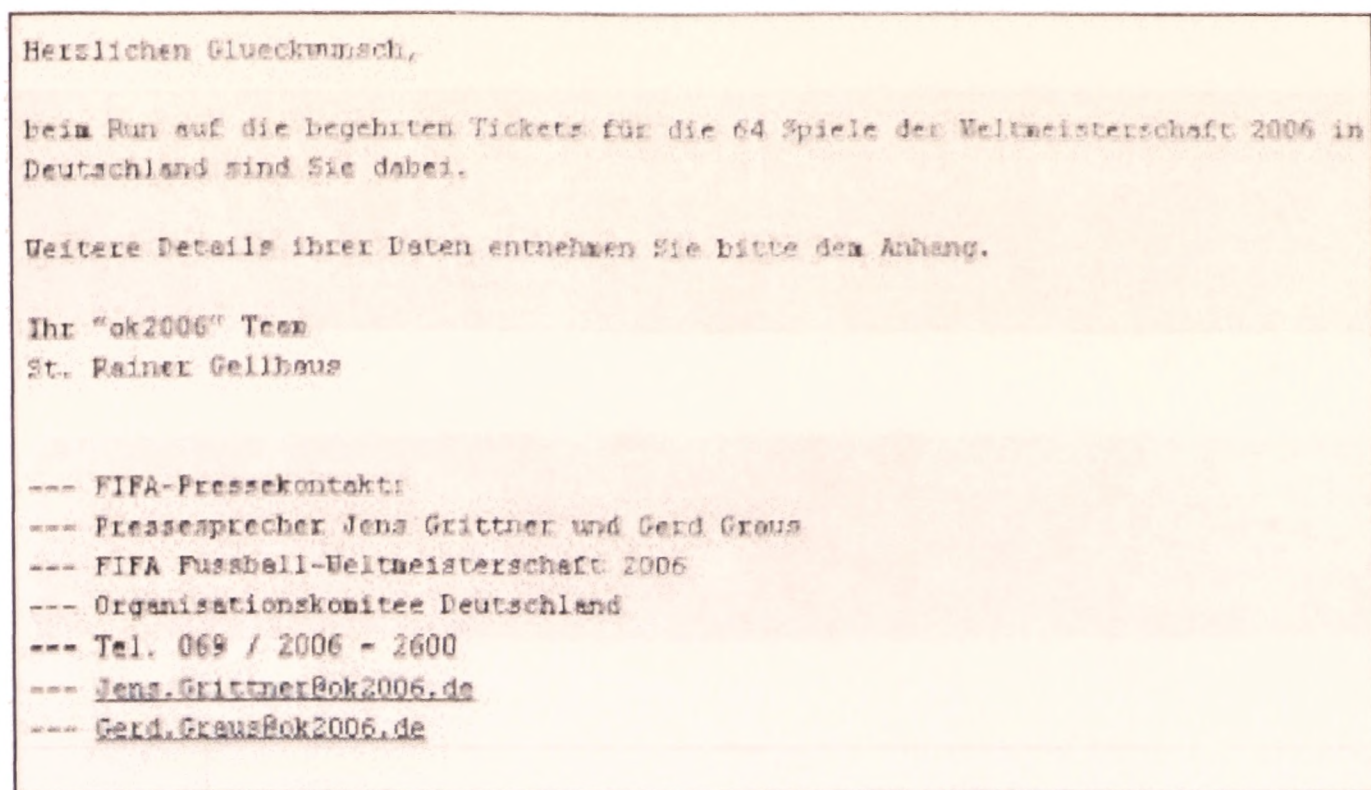 Herzlichen Glueckwunsch,
beim Run auf die begehrten Tickets für die 64 Spiele der Weltmeisterschaft 2006 in
Deutschland sind Sie dabei.
Weitere Details ihrer Daten entnehmen Sie bitte dem Anhang.
Ihr "ok2006" Team
St. Rainer Gellhaus
--- FIFA-Pressekontakt:
--- Pressesprecher Jens Grittner und Gerd Graus
--- FIFA Fussball-Weltmeisterschaft 2006
--- Organisationskomitee Deutschland
--- Tel. 069 / 2006 - 2600
--- Jens.Grittner@ok2006.de
--- Gerd.Graus@ok2006.de